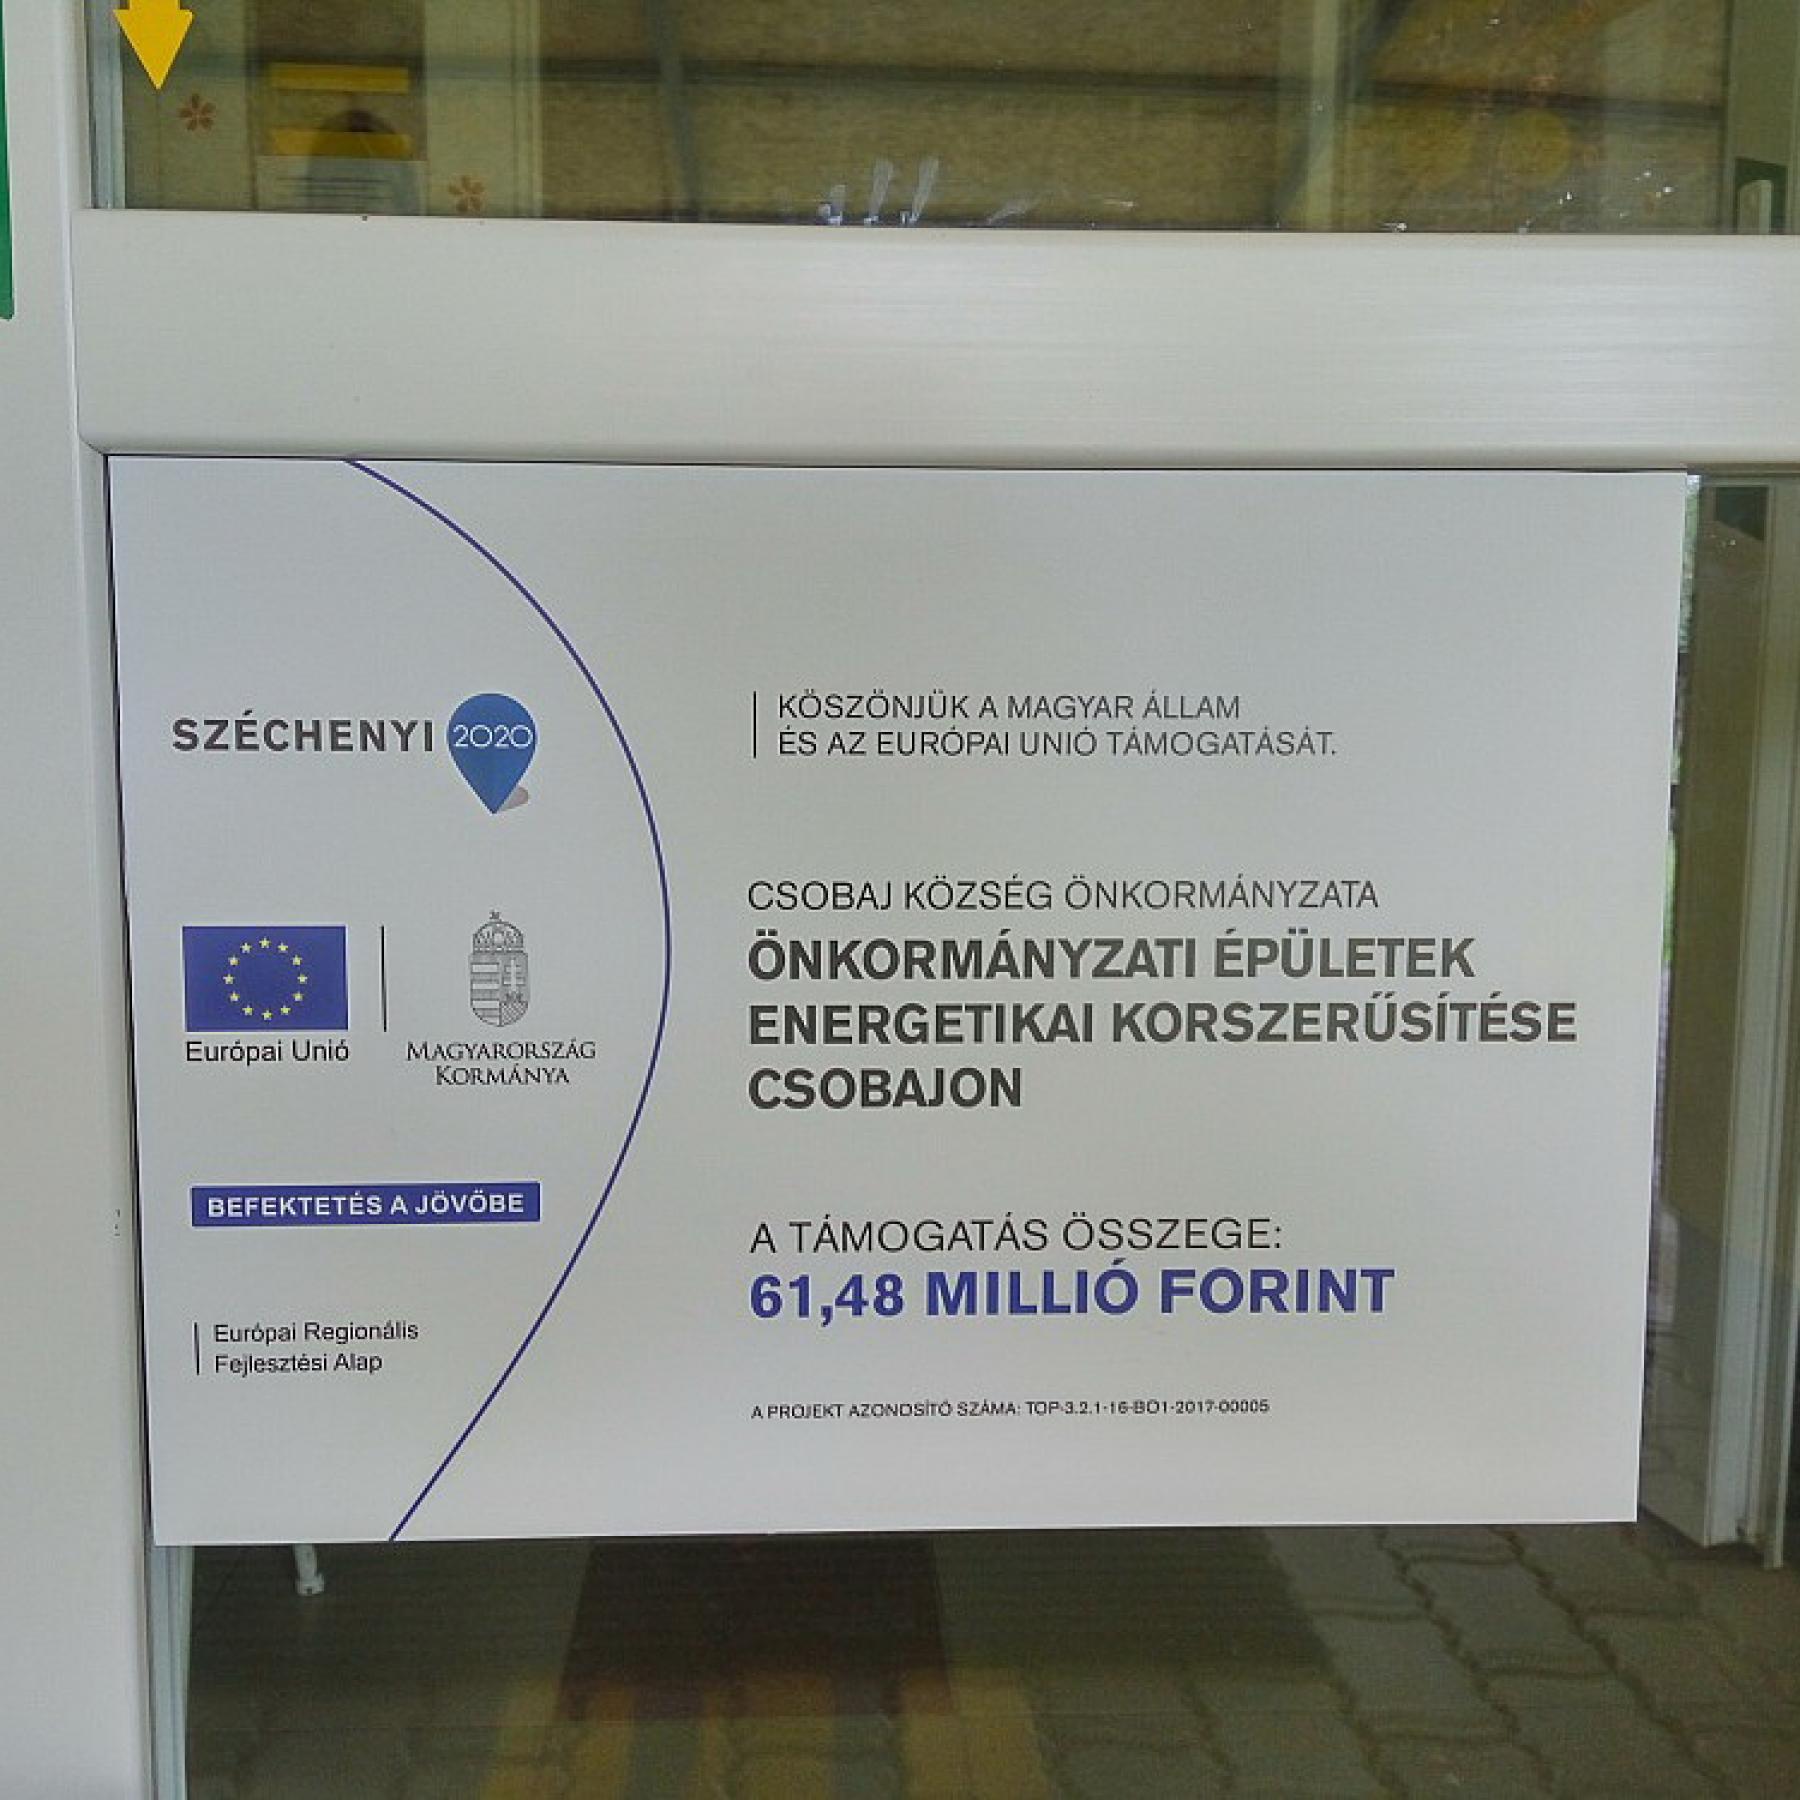 SZÉCHENYI 2020
Európai Unió
MAGYARORSZÁG
KORMÁNYA
BEFEKTETÉS A JÖVŐBE
Európai Regionális
Fejlesztési Alap
KÖSZÖNJÜK A MAGYAR ÁLLAM
ÉS AZ EURÓPAI UNIÓ TÁMOGATÁSÁT.
CSOBAJ KÖZSÉG ÖNKORMÁNYZATA
ÖNKORMÁNYZATI ÉPÜLETEK
ENERGETIKAI KORSZERŰSÍTÉSE
CSOBAJON
A TÁMOGATÁS ÖSSZEGE:
61,48 MILLIÓ FORINT
A PROJEKT AZONOSÍTÓ SZÁMA: TOP-3.2.1-16-BO1-2017-00005